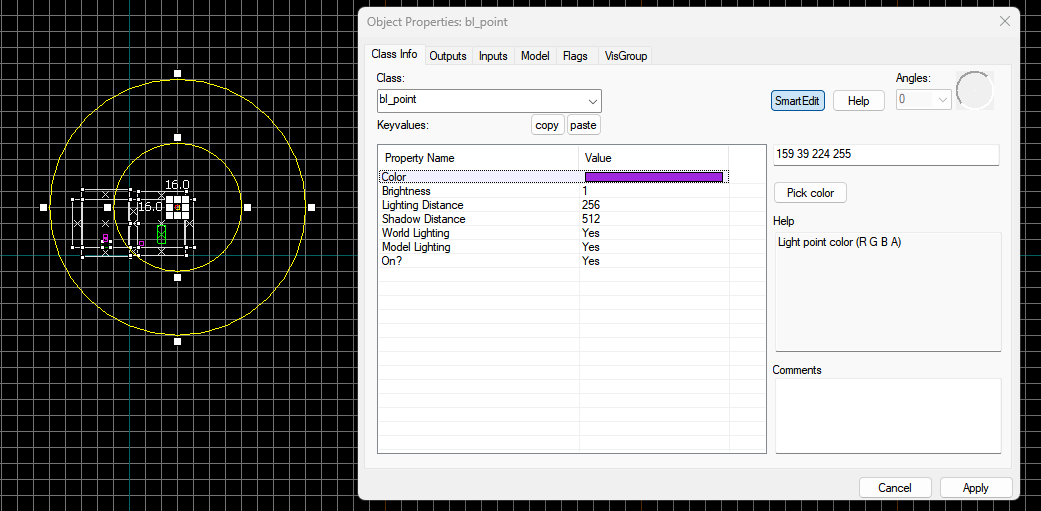 Object Properties: bl_point
Class Info Outputs Inputs Model Flags VisGroup
Class:
bl_point
SmartEdit Help
Angles:
0
Keyvalues: copy paste
Property Name Value
159 39 224 255
Color
Brightness 1
Lighting Distance 256
Shadow Distance 512
World Lighting Yes
Model Lighting Yes
On? Yes
Pick color
Help
Light point color (R G B A)
Comments
Cancel Apply
16.0
16.0